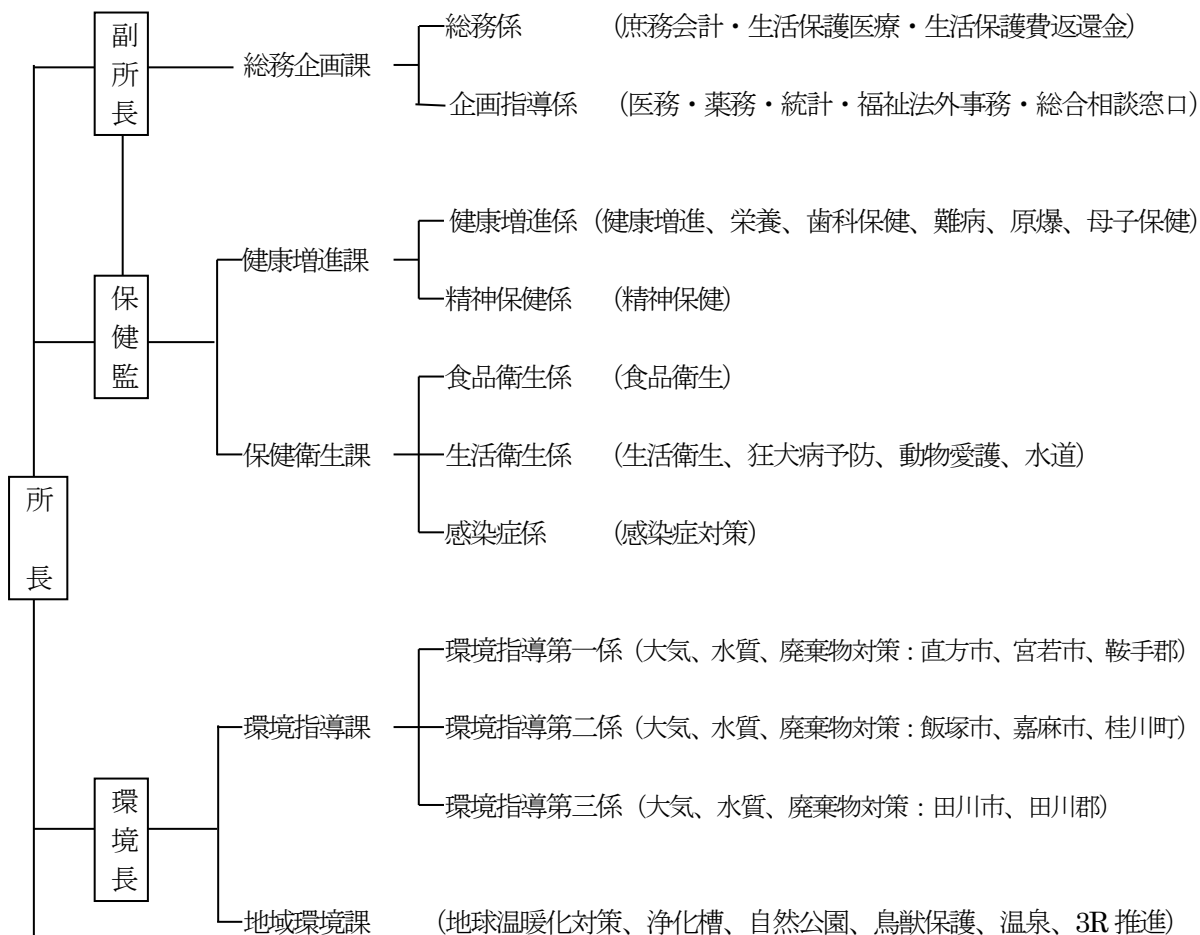 副所長
総務企画課
総務係 (庶務会計・生活保護医療・生活保護費返還金)
企画指導係 (医務・薬務・統計・福祉法外事務・総合相談窓口)
保健監
健康増進課
健康増進係 (健康増進、栄養、歯科保健、難病、原爆、母子保健)
精神保健係 (精神保健)
保健衛生課
食品衛生係 (食品衛生)
生活衛生係 (生活衛生、狂犬病予防、動物愛護、水道)
感染症係 (感染症対策)
所長
環境長
環境指導課
環境指導第一係 (大気、水質、廃棄物対策：直方市、宮若市、鞍手郡)
環境指導第二係 (大気、水質、廃棄物対策：飯塚市、嘉麻市、桂川町)
環境指導第三係 (大気、水質、廃棄物対策：田川市、田川郡)
地域環境課 (地球温暖化対策、浄化槽、自然公園、鳥獣保護、温泉、3R 推進)